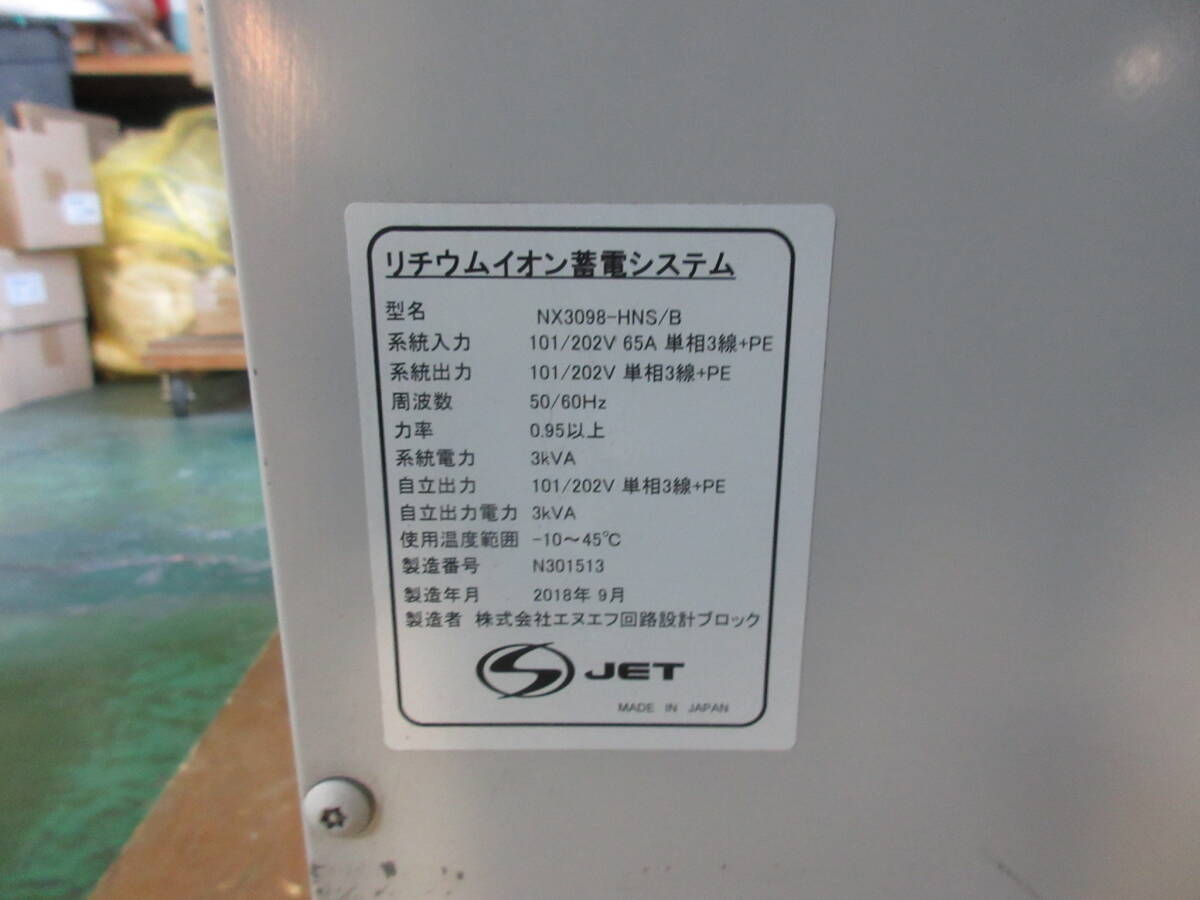 リチウムイオン蓄電システム
型名 NX3098-HNS/B
系統入力 101/202V 65A 単相3線+PE
系統出力 101/202V 単相3線+PE
周波数 50/60Hz
力率 0.95以上
系統電力 3kVA
自立出力 101/202V 単相3線+PE
自立出力電力 3kVA
使用温度範囲 -10～45℃
製造番号 N301513
製造年月 2018年 9月
製造者 株式会社エヌエフ回路設計ブロック
S JET
MADE IN JAPAN